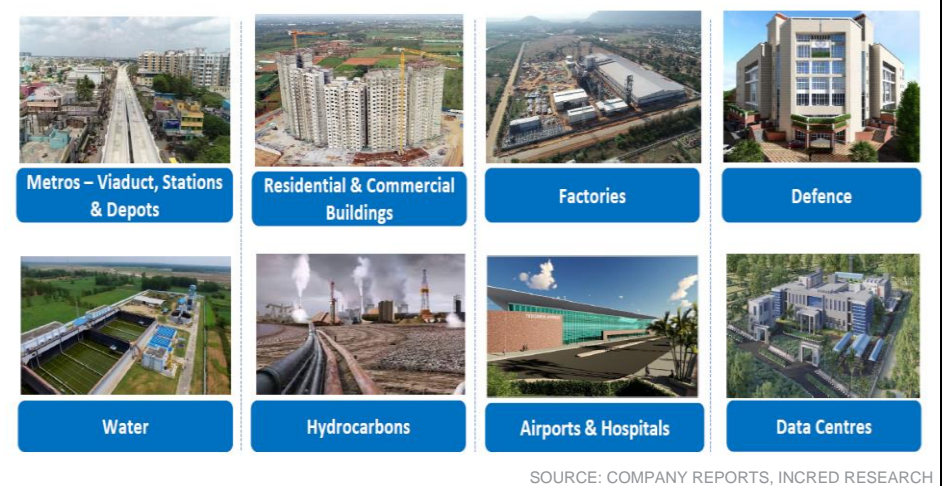 Metros – Viaduct, Stations
& Depots
Residential & Commercial
Buildings
Factories
Defence
Water
Hydrocarbons
Airports & Hospitals
Data Centres
SOURCE: COMPANY REPORTS, INCRED RESEARCH